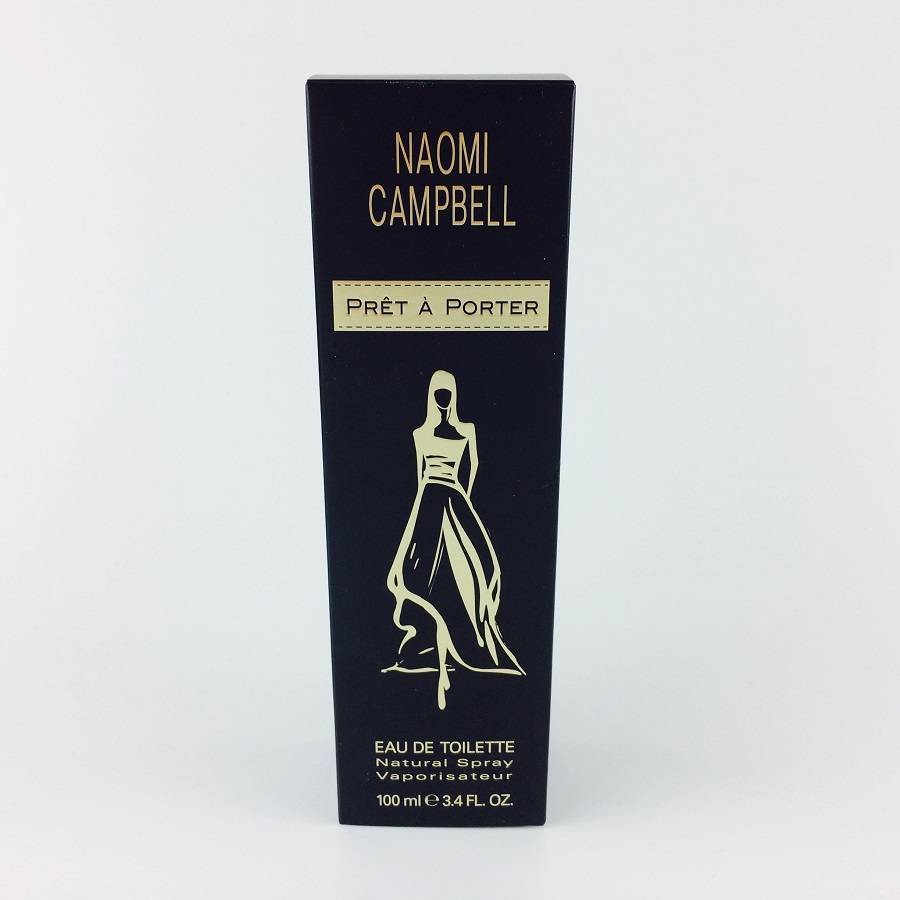 NAOMI
CAMPBELL
PRÊT À PORTER
EAU DE TOILETTE
Natural Spray
Vaporisateur
100 ml ℮ 3.4 FL. OZ.